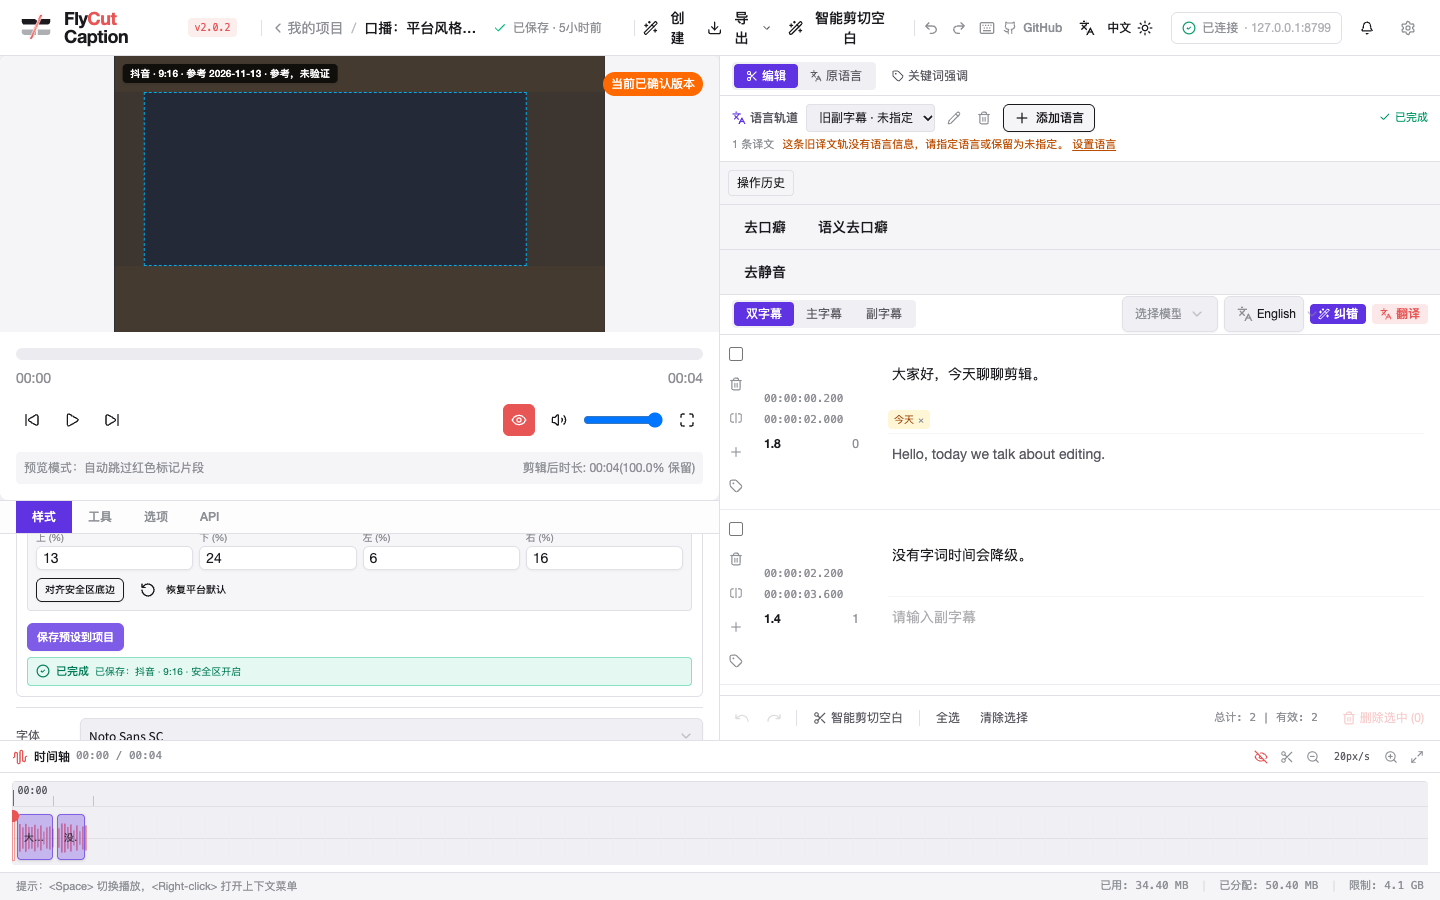 FlyCut
Caption
v2.0.2
我的项目 / 口播：平台风格...
已保存 · 5小时前
创建
导出
智能剪切空白
GitHub
中文
已连接 · 127.0.0.1:8799
抖音 · 9:16 · 参考 2026-11-13 · 参考，未验证
当前已确认版本
00:00
00:04
预览模式：自动跳过红色标记片段
剪辑后时长: 00:04(100.0% 保留)
样式
工具
选项
API
上 (%)
下 (%)
左 (%)
右 (%)
13
24
6
16
对齐安全区底边
恢复平台默认
保存预设到项目
已完成 已保存：抖音 · 9:16 · 安全区开启
字体
Noto Sans SC
编辑
原语言
关键词强调
语言轨道
旧副字幕 · 未指定
添加语言
已完成
1 条译文 这条旧译文轨没有语言信息，请指定语言或保留为未指定。 设置语言
操作历史
去口癖
语义去口癖
去静音
双字幕
主字幕
副字幕
选择模型
English
纠错
翻译
00:00:00.200
00:00:02.000
1.8
0
大家好，今天聊聊剪辑。
今天 ×
Hello, today we talk about editing.
00:00:02.200
00:00:03.600
1.4
1
没有字词时间会降级。
请输入副字幕
智能剪切空白
全选
清除选择
总计: 2 | 有效: 2
删除选中 (0)
时间轴 00:00 / 00:04
20px/s
00:00
大...
没.
提示: <Space> 切换播放，<Right-click> 打开上下文菜单
已用: 34.40 MB
已分配: 50.40 MB
限制: 4.1 GB